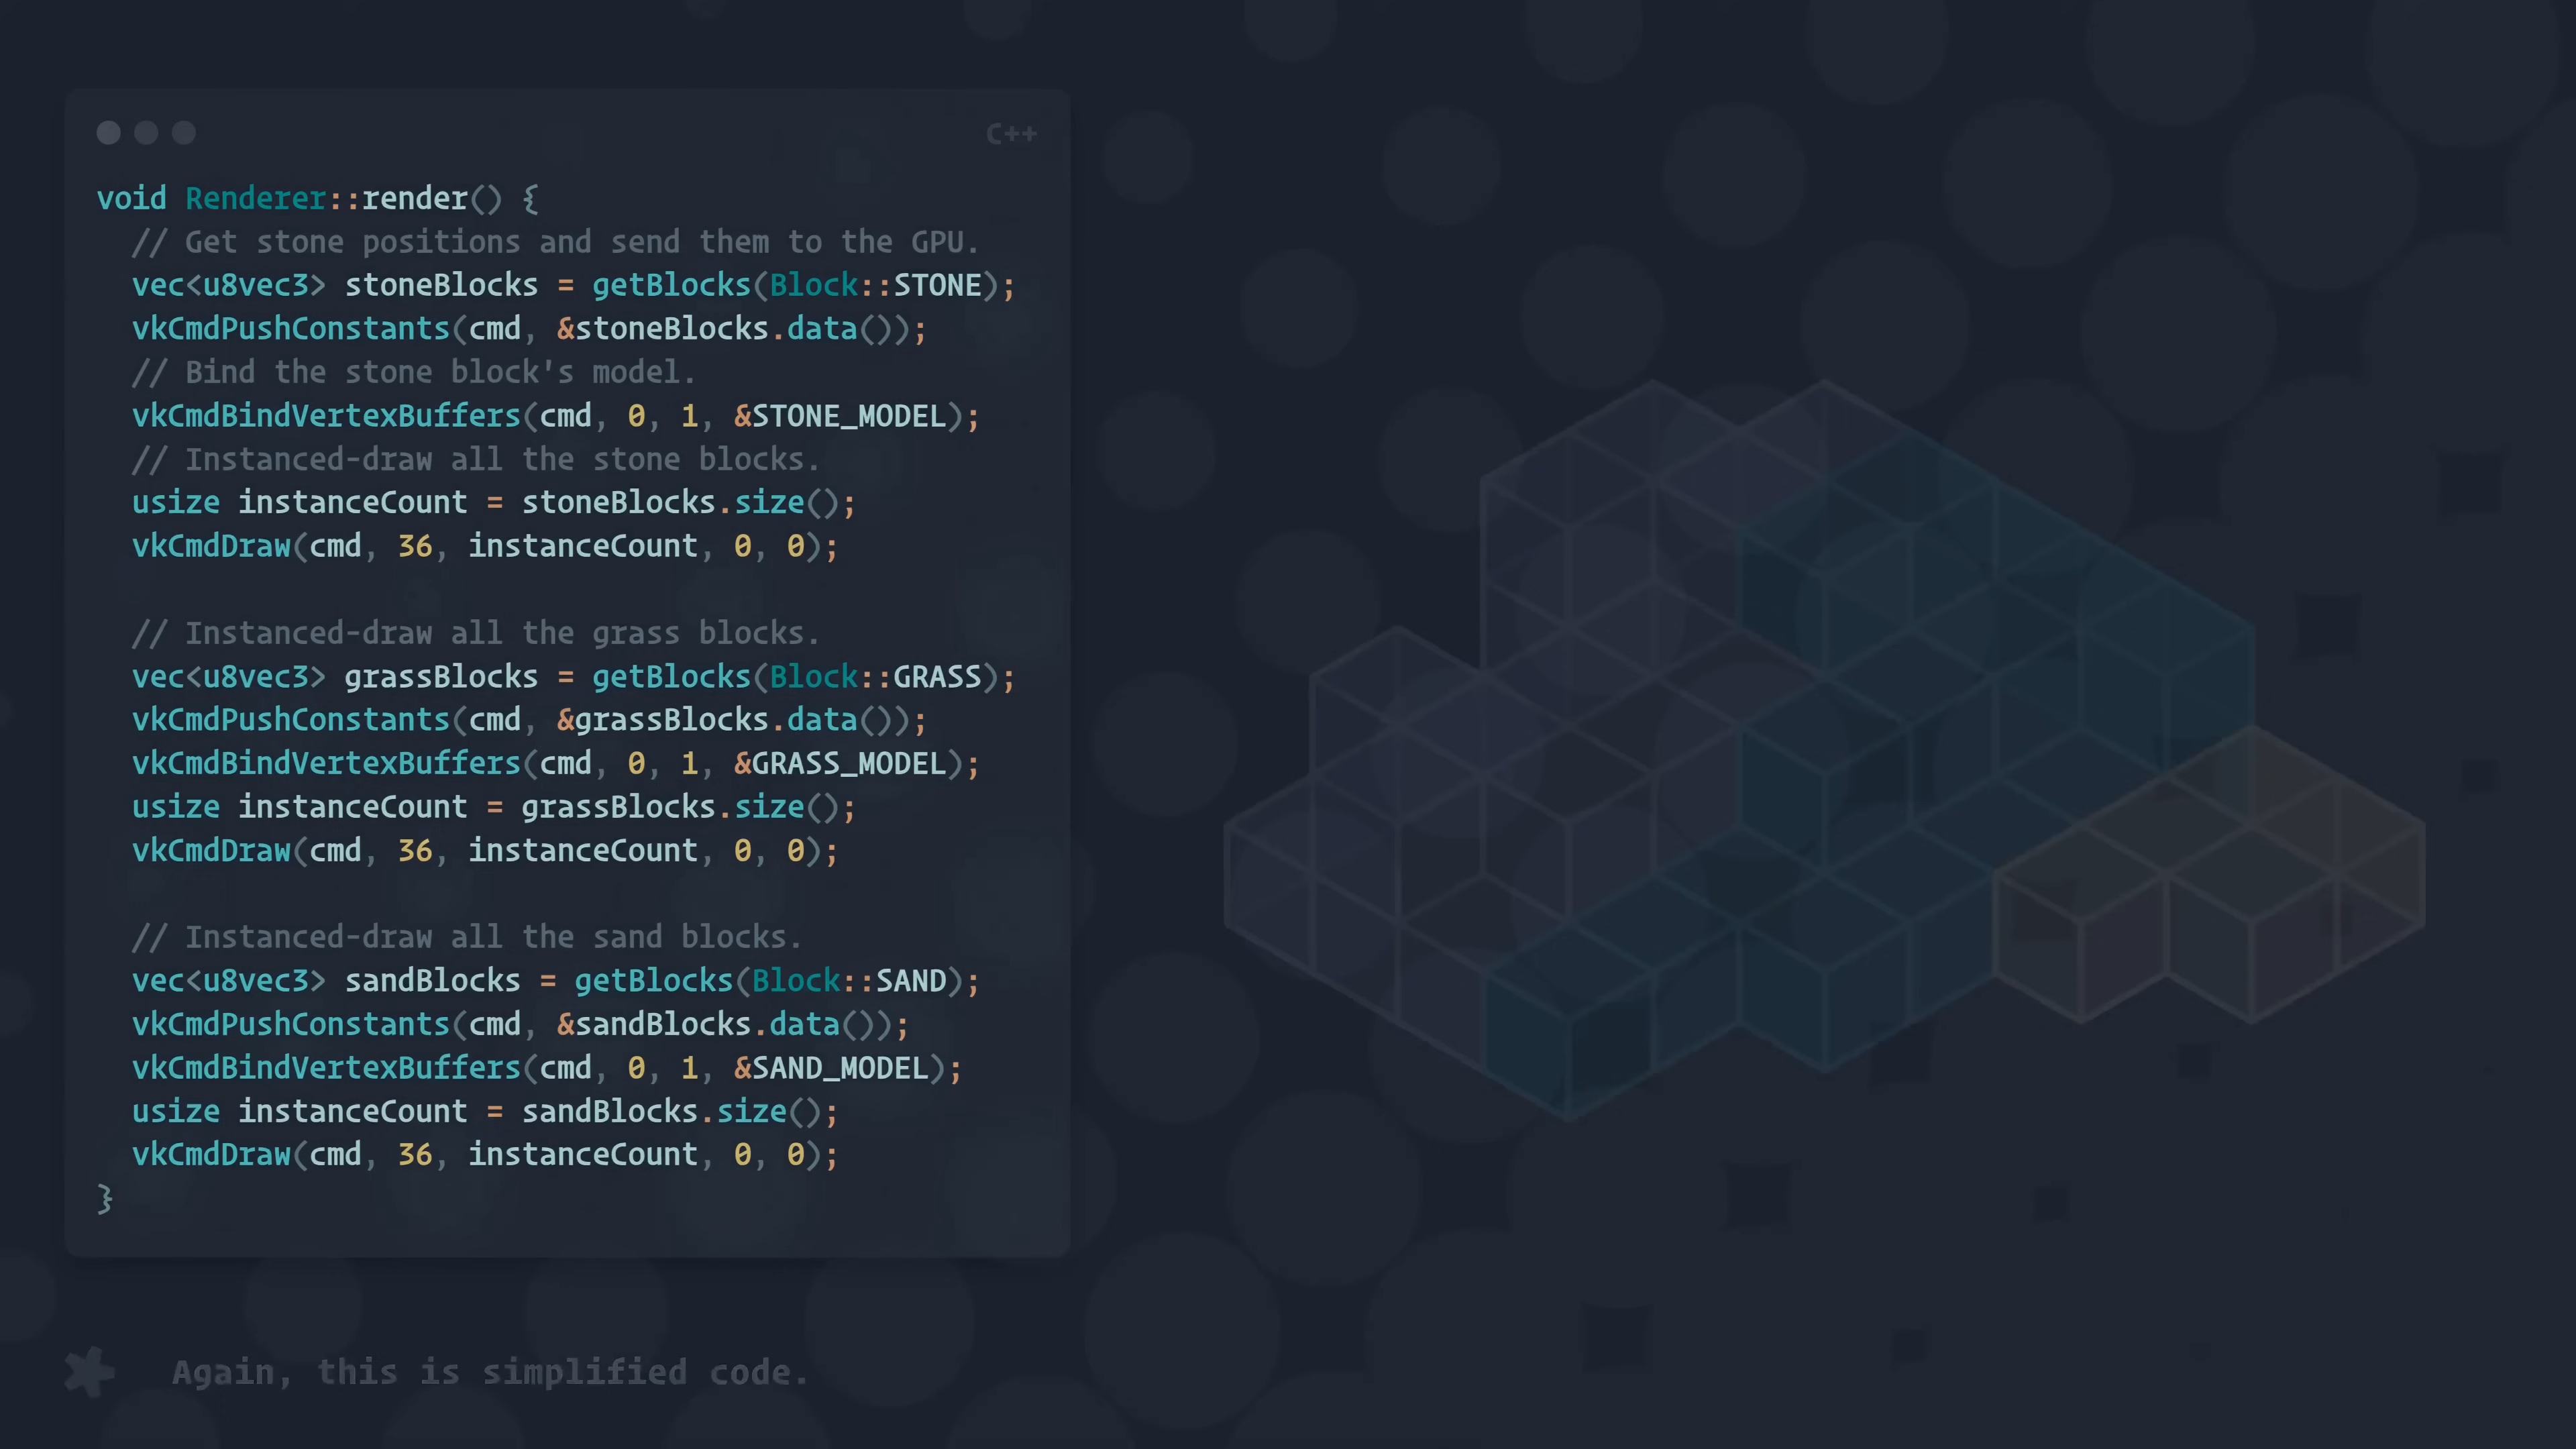 C++
void Renderer::render() {
  // Get stone positions and send them to the GPU.
  vec<u8vec3> stoneBlocks = getBlocks(Block::STONE);
  vkCmdPushConstants(cmd, &stoneBlocks.data());
  // Bind the stone block's model.
  vkCmdBindVertexBuffers(cmd, 0, 1, &STONE_MODEL);
  // Instanced-draw all the stone blocks.
  usize instanceCount = stoneBlocks.size();
  vkCmdDraw(cmd, 36, instanceCount, 0, 0);

  // Instanced-draw all the grass blocks.
  vec<u8vec3> grassBlocks = getBlocks(Block::GRASS);
  vkCmdPushConstants(cmd, &grassBlocks.data());
  vkCmdBindVertexBuffers(cmd, 0, 1, &GRASS_MODEL);
  usize instanceCount = grassBlocks.size();
  vkCmdDraw(cmd, 36, instanceCount, 0, 0);

  // Instanced-draw all the sand blocks.
  vec<u8vec3> sandBlocks = getBlocks(Block::SAND);
  vkCmdPushConstants(cmd, &sandBlocks.data());
  vkCmdBindVertexBuffers(cmd, 0, 1, &SAND_MODEL);
  usize instanceCount = sandBlocks.size();
  vkCmdDraw(cmd, 36, instanceCount, 0, 0);
}
Again, this is simplified code.